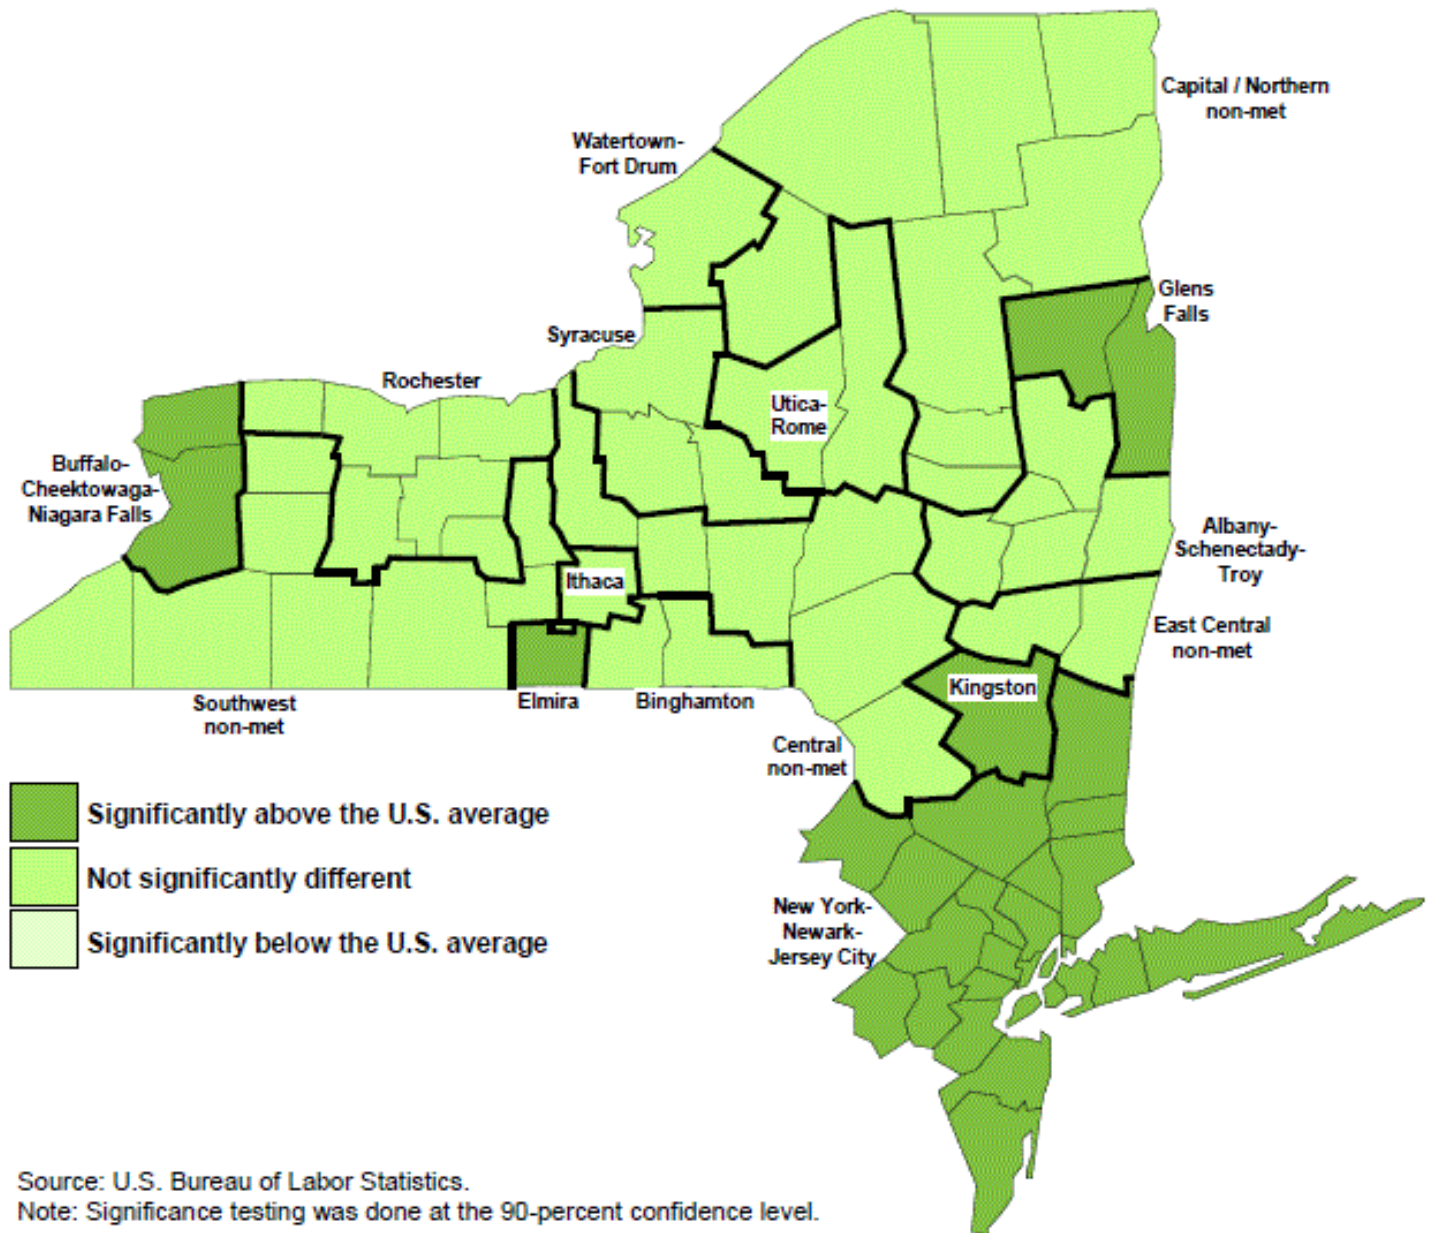 Capital / Northern
non-met
Watertown-
Fort Drum
Glens
Falls
Syracuse
Rochester
Utica-
Rome
Buffalo-
Cheektowaga-
Niagara Falls
Albany-
Schenectady-
Troy
Ithaca
East Central
non-met
Kingston
Southwest
non-met
Elmira
Binghamton
Central
non-met
Significantly above the U.S. average
Not significantly different
Significantly below the U.S. average
New York-
Newark-
Jersey City
Source: U.S. Bureau of Labor Statistics.
Note: Significance testing was done at the 90-percent confidence level.